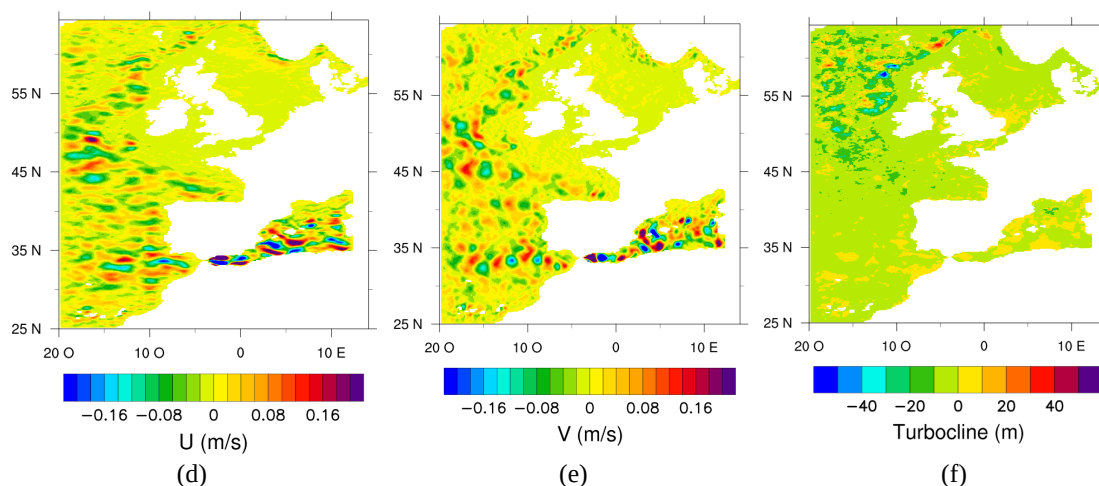 55 N
45 N
35 N
25 N
20 O 10 O 0 10 E
−0.16 −0.08 0 0.08 0.16
U (m/s)
(d)
55 N
45 N
35 N
25 N
20 O 10 O 0 10 E
−0.16 −0.08 0 0.08 0.16
V (m/s)
(e)
55 N
45 N
35 N
25 N
20 O 10 O 0 10 E
−40 −20 0 20 40
Turbocline (m)
(f)